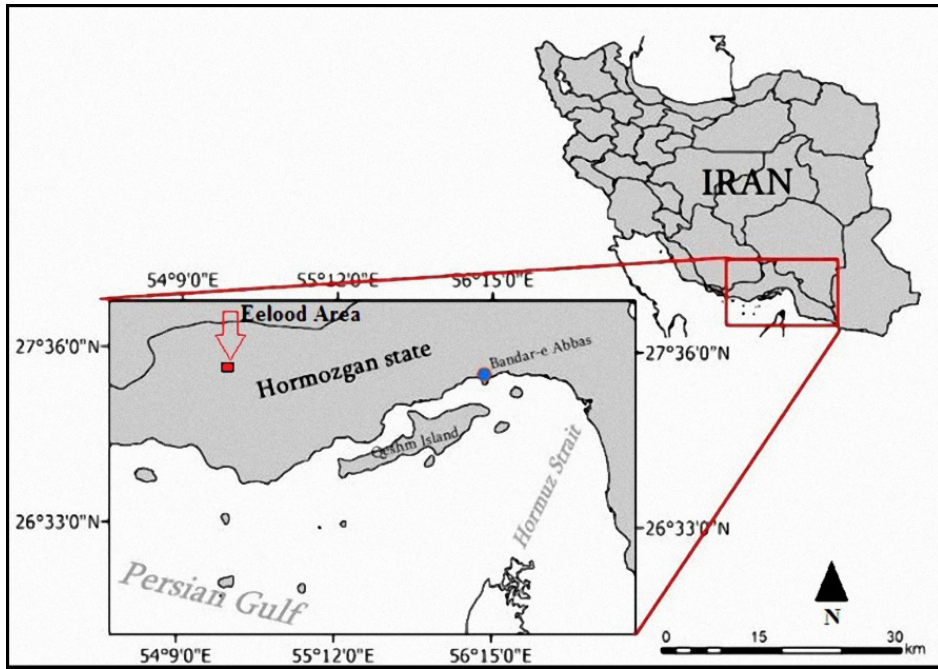 IRAN
54°9'0"E 55°12'0"E 56°15'0"E
Eelood Area
27°36'0"N 27°36'0"N
Bandar-e Abbas
Hormozgan state
Qeshm Island
Hormuz Strait
26°33'0"N 26°33'0"N
Persian Gulf
N
54°9'0"E 55°12'0"E 56°15'0"E
0 15 30
km